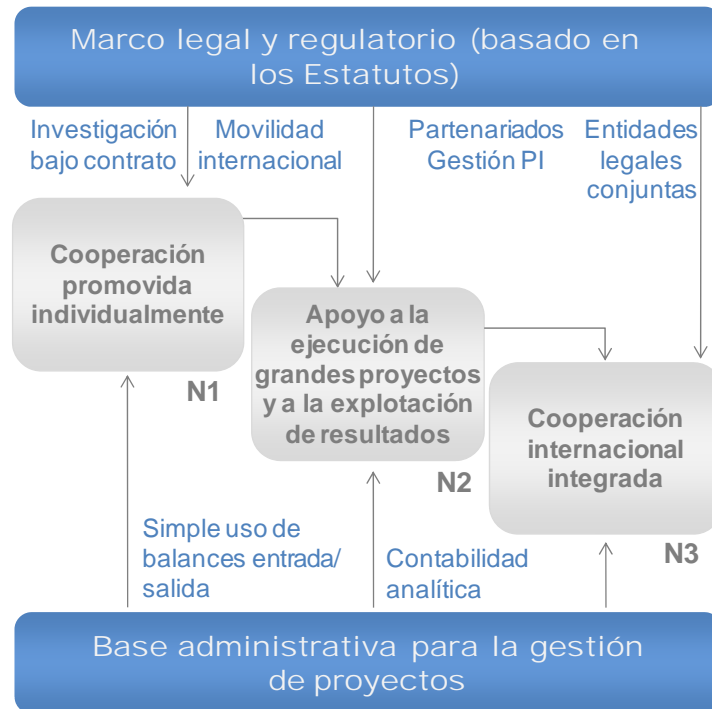 Marco legal y regulatorio (basado en
los Estatutos)
Investigación
bajo contrato
Movilidad
internacional
Partenariados
Gestión PI
Entidades
legales
conjuntas
Cooperación
promovida
individualmente
N1
Apoyo a la
ejecución de
grandes proyectos
y a la explotación
de resultados
N2
Cooperación
internacional
integrada
N3
Simple uso de
balances entrada/
salida
Contabilidad
analítica
Base administrativa para la gestión
de proyectos